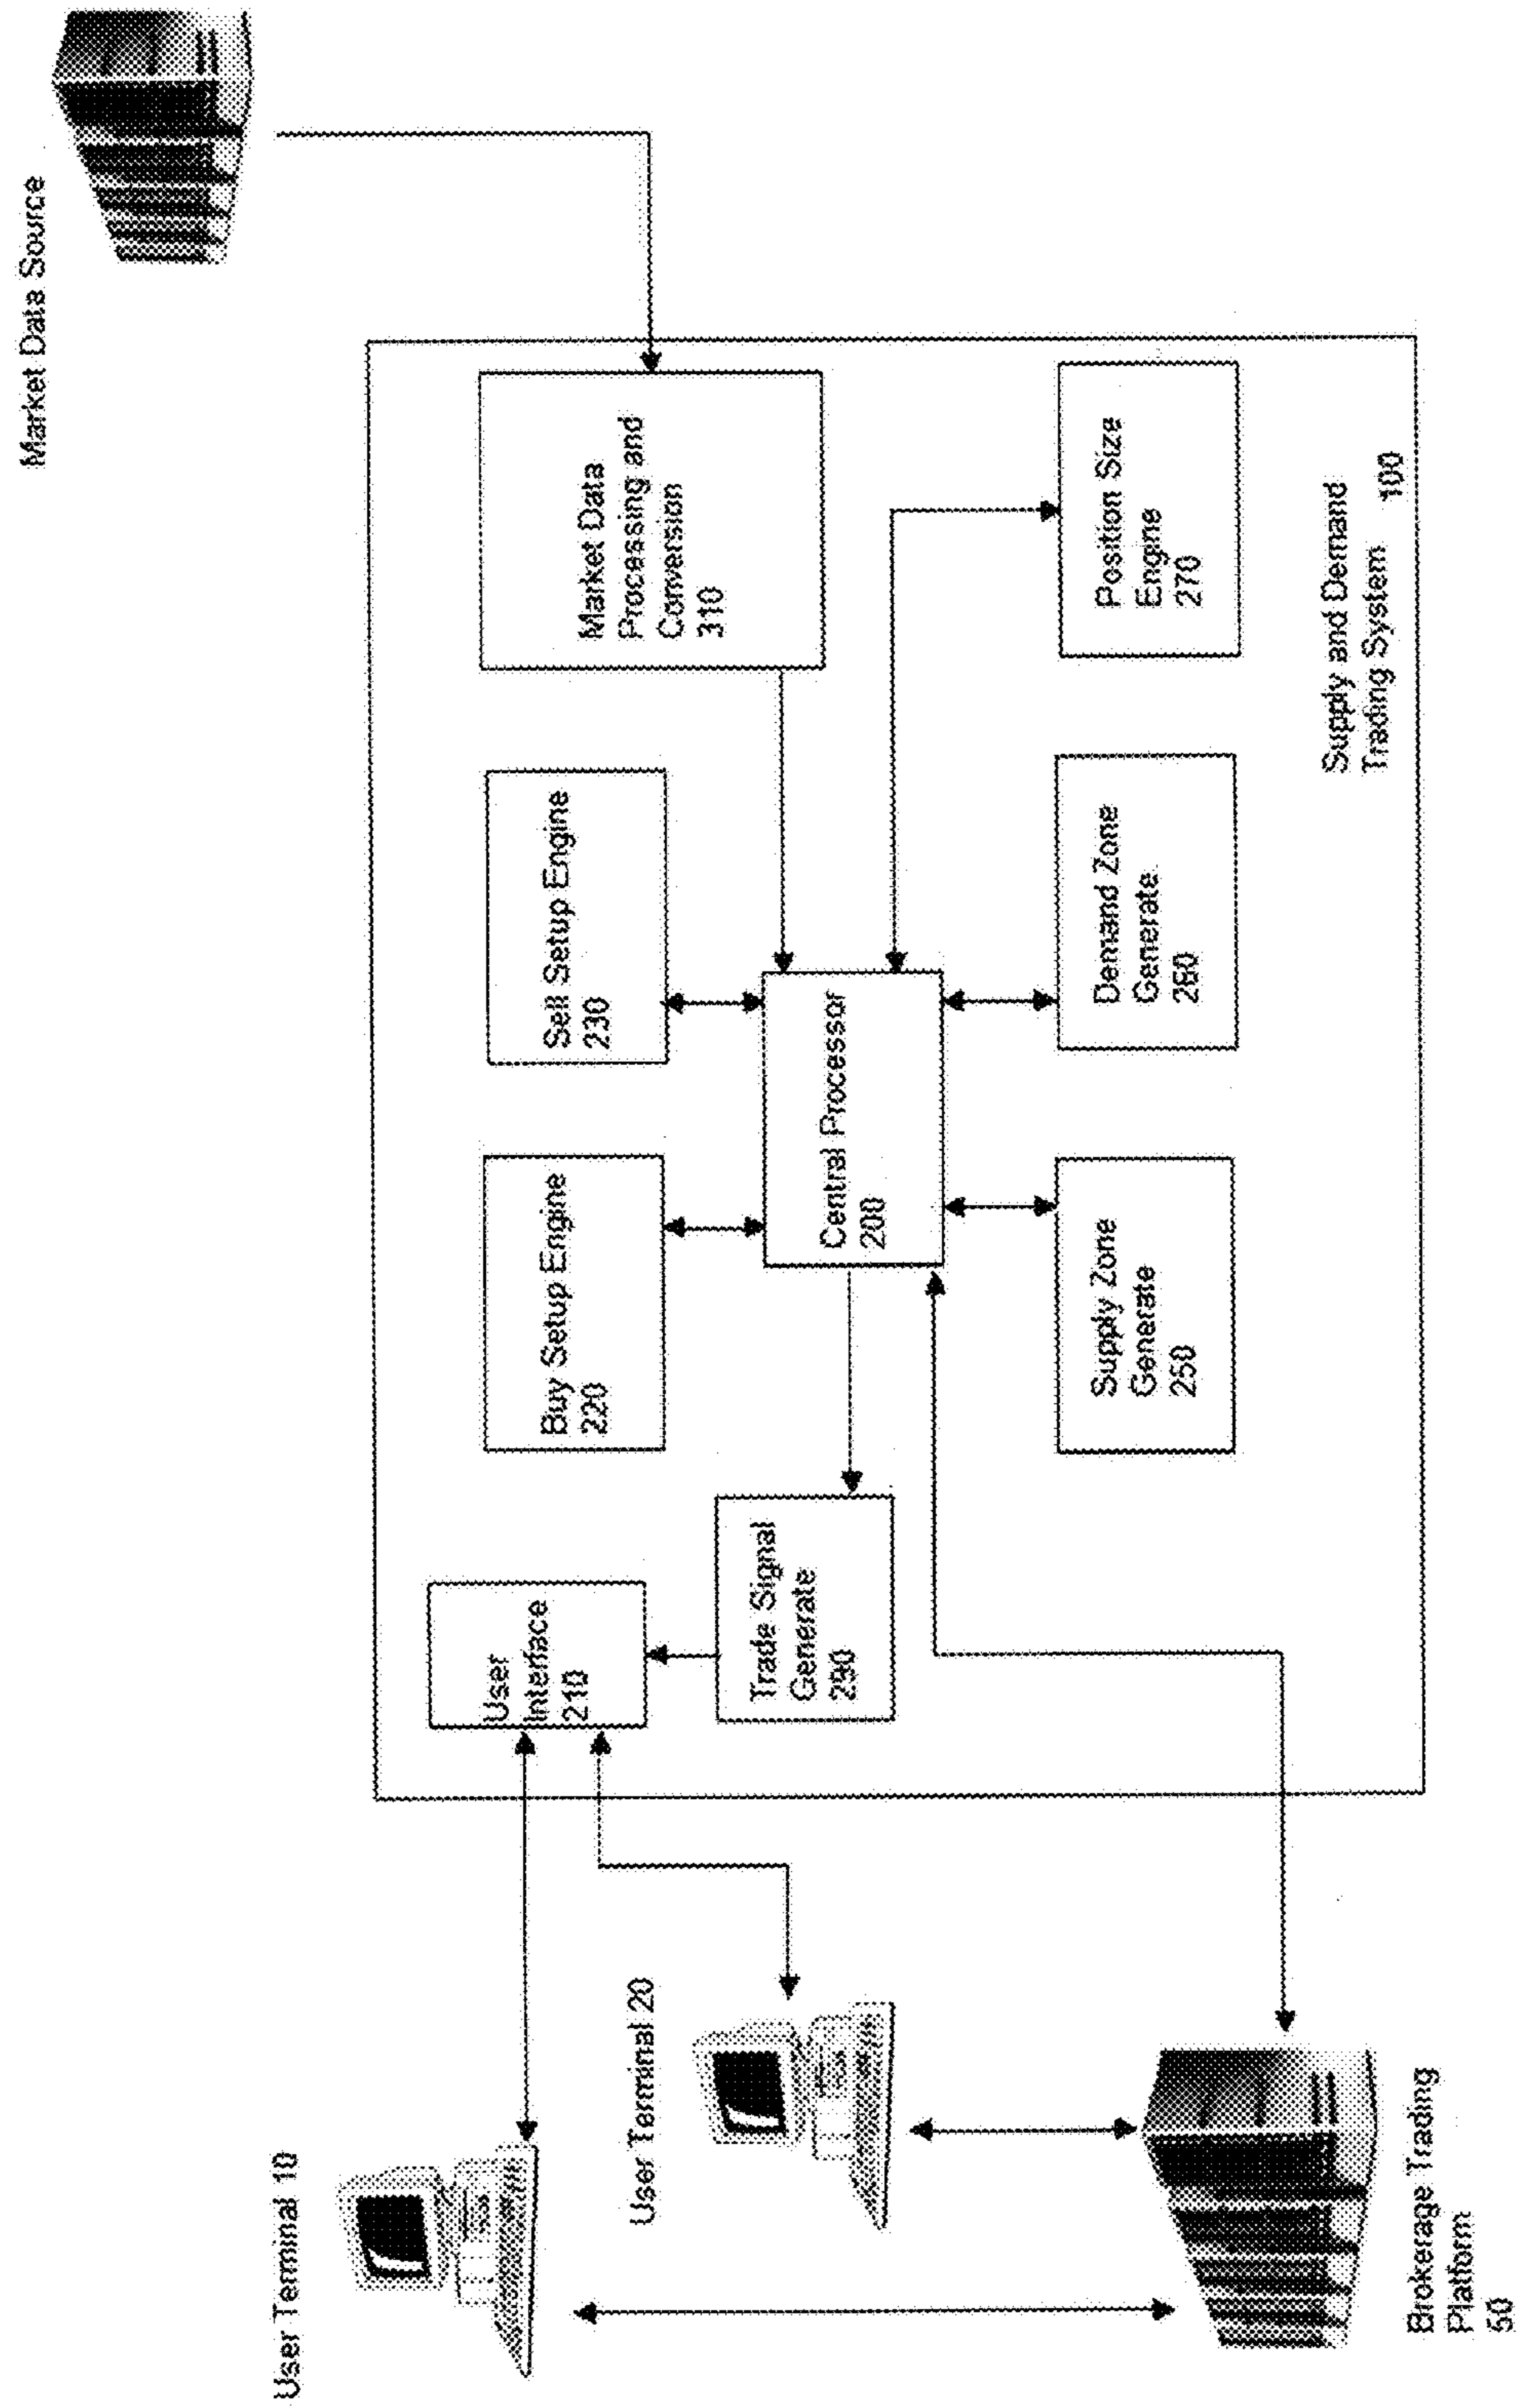 Market Data Source
User Terminal 10
User Terminal 20
Brokerage Trading
Platform
50
User
Interface
210
Trade Signal
Generate
290
Buy Setup Engine
220
Sell Setup Engine
230
Market Data
Processing and
Conversion
310
Central Processor
200
Supply Zone
Generate
250
Demand Zone
Generate
260
Position Size
Engine
270
Supply and Demand
Trading System
100